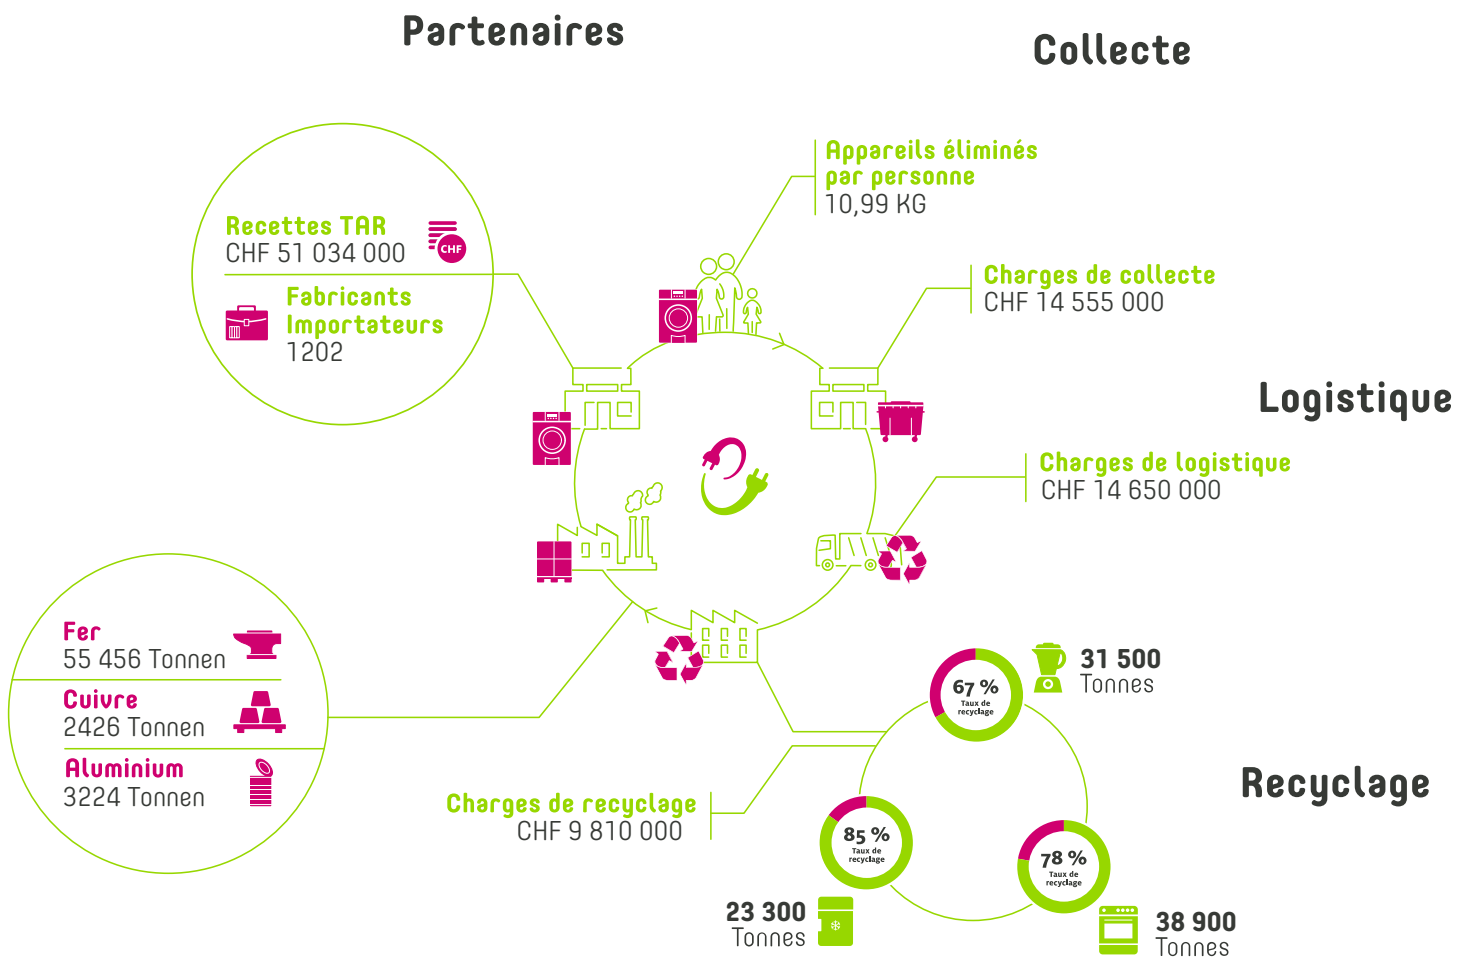 Partenaires
Collecte
Appareils éliminés
par personne
10,99 KG
Recettes TAR
CHF 51 034 000
CHF
Fabricants
Importateurs
1202
Charges de collecte
CHF 14 555 000
Logistique
Charges de logistique
CHF 14 650 000
Fer
55 456 Tonnen
Cuivre
2426 Tonnen
Aluminium
3224 Tonnen
31 500
Tonnes
67 %
Taux de
recyclage
Recyclage
Charges de recyclage
CHF 9 810 000
85 %
Taux de
recyclage
78 %
Taux de
recyclage
23 300
Tonnes
38 900
Tonnes